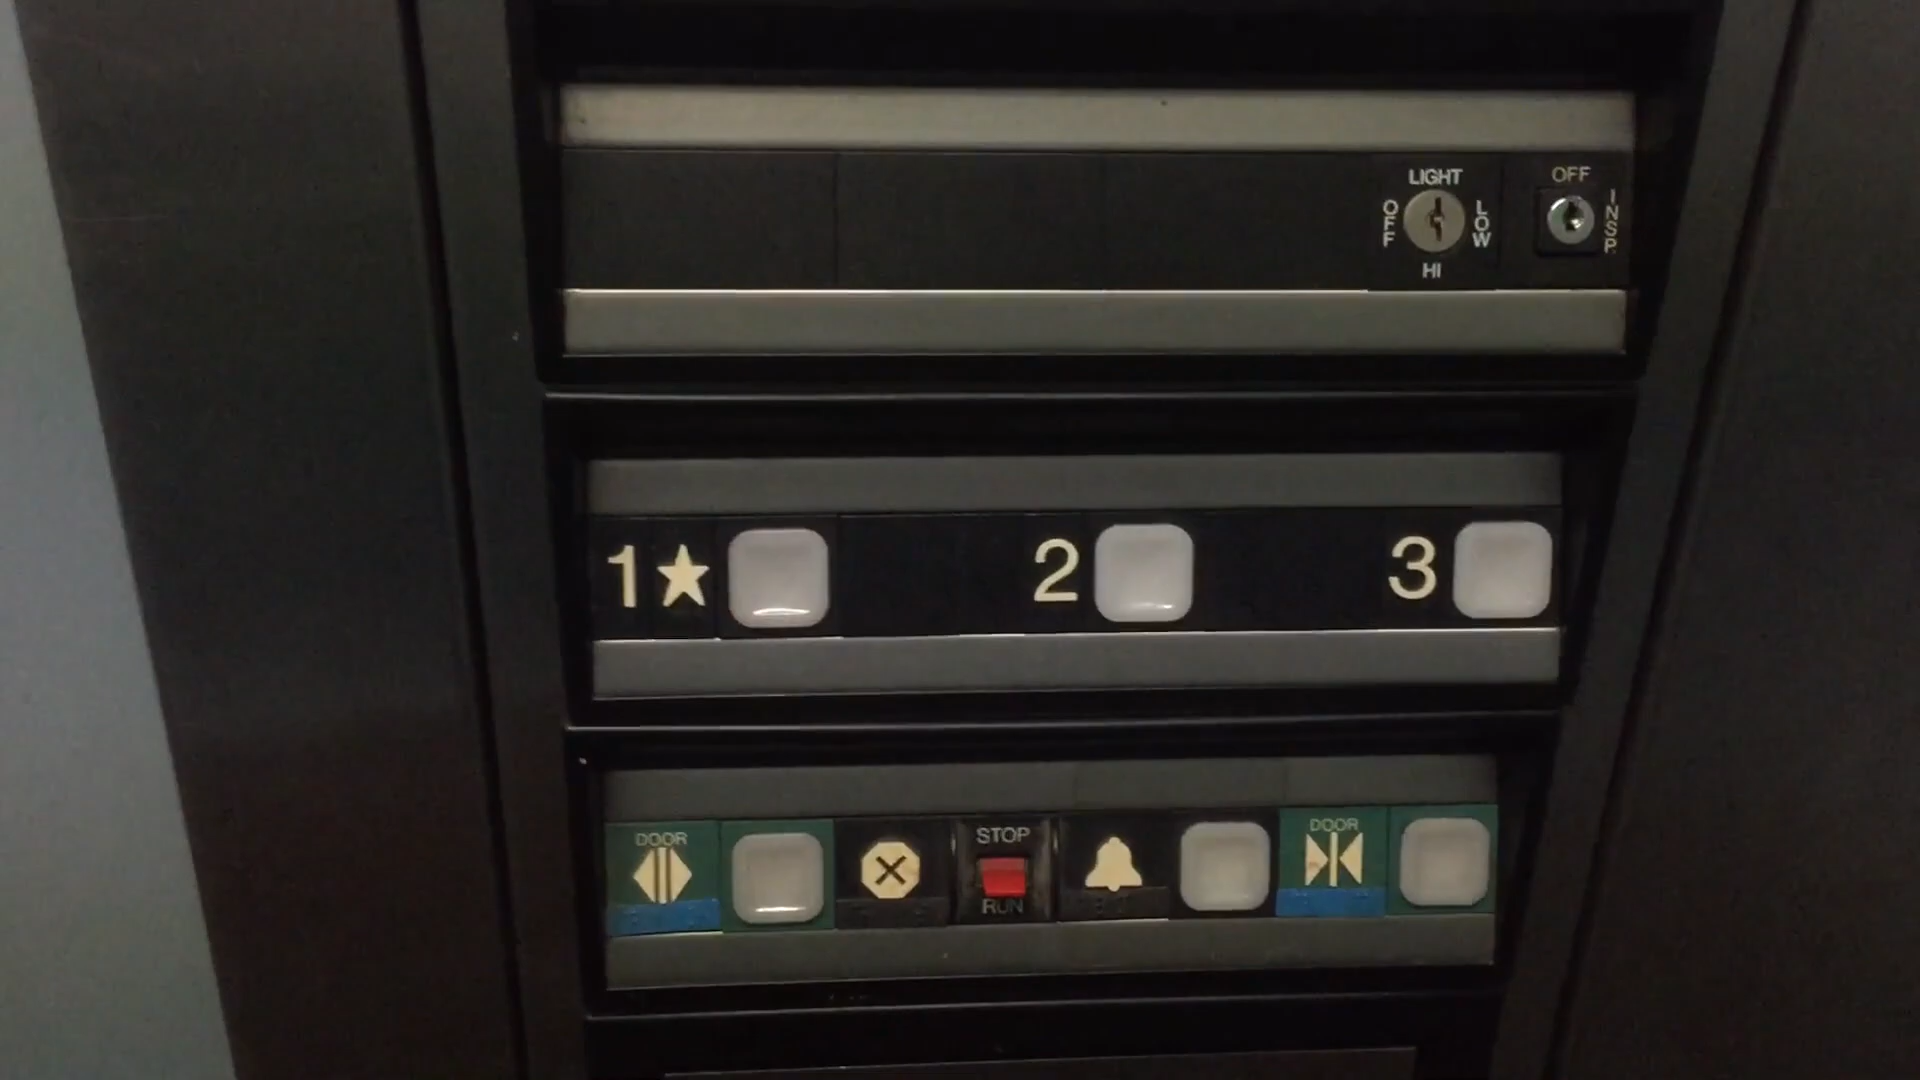 LIGHT
OFF
LOW
HI
OFF
INSP
1★
2
3
DOOR
STOP
RUN
DOOR